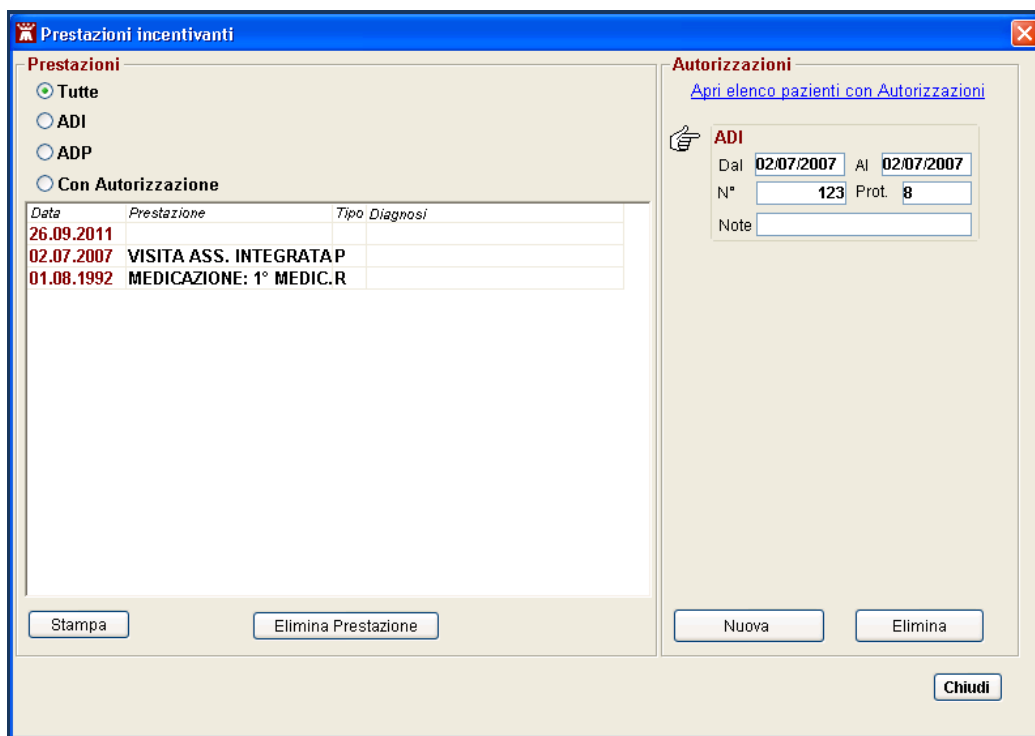 Prestazioni incentivanti
Prestazioni
Tutte
ADI
ADP
Con Autorizzazione
Data Prestazione Tipo Diagnosi
26.09.2011
02.07.2007 VISITA ASS. INTEGRATA P
01.08.1992 MEDICAZIONE: 1° MEDIC. R
Stampa Elimina Prestazione
Autorizzazioni
Apri elenco pazienti con Autorizzazioni
ADI
Dal 02/07/2007 Al 02/07/2007
N° 123 Prot. 8
Note
Nuova Elimina
Chiudi